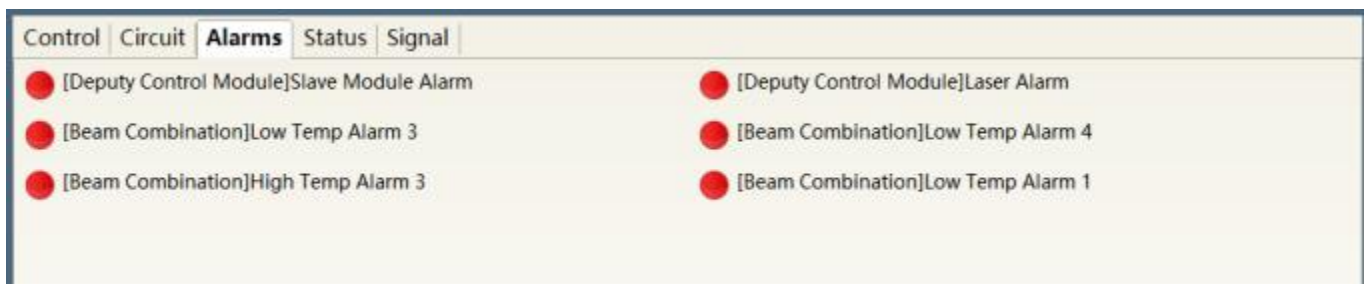 Control Circuit Alarms Status Signal
[Deputy Control Module]Slave Module Alarm
[Deputy Control Module]Laser Alarm
[Beam Combination]Low Temp Alarm 3
[Beam Combination]Low Temp Alarm 4
[Beam Combination]High Temp Alarm 3
[Beam Combination]Low Temp Alarm 1